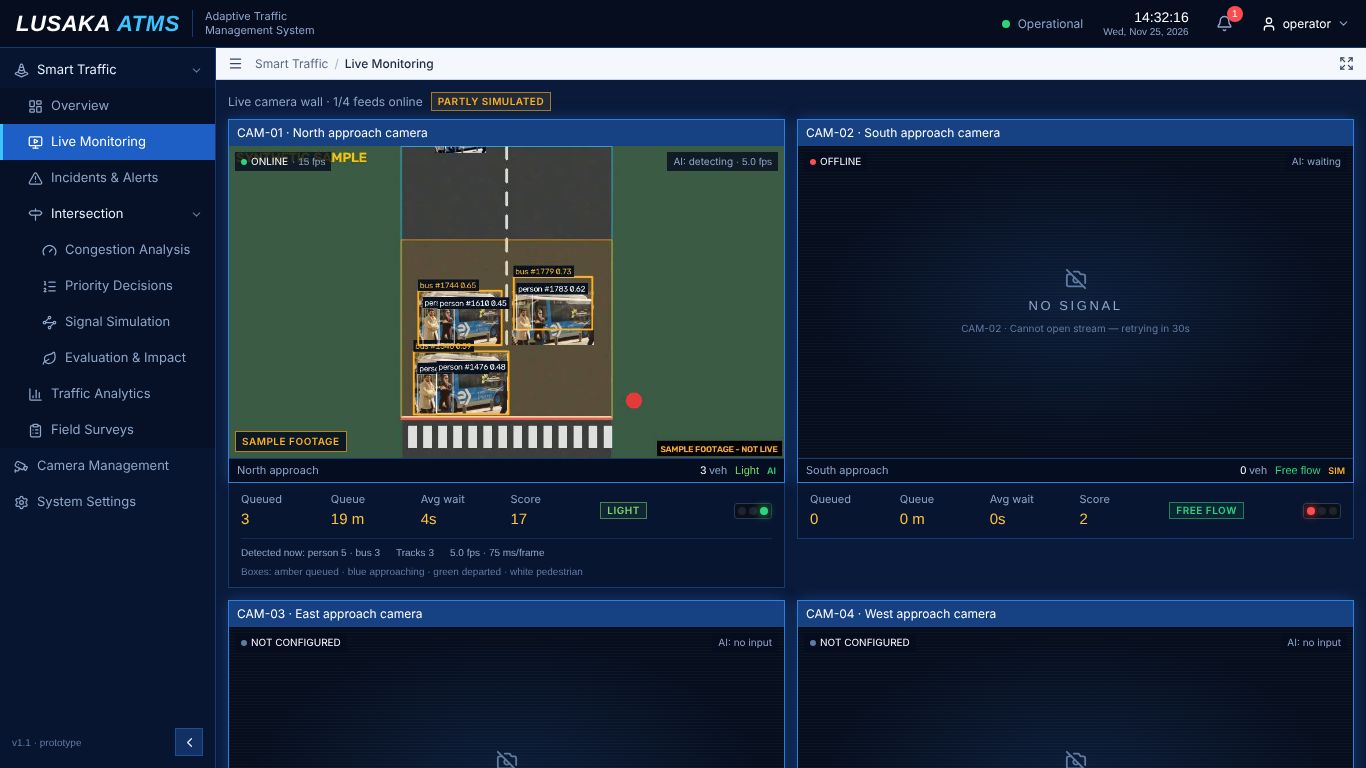 LUSAKA ATMS
Adaptive Traffic
Management System
Operational
14:32:16
Wed, Nov 25, 2026
1
operator
Smart Traffic
Overview
Live Monitoring
Incidents & Alerts
Intersection
Congestion Analysis
Priority Decisions
Signal Simulation
Evaluation & Impact
Traffic Analytics
Field Surveys
Camera Management
System Settings
v1.1 · prototype
Smart Traffic / Live Monitoring
Live camera wall · 1/4 feeds online PARTLY SIMULATED
CAM-01 · North approach camera
ONLINE · 15 fps
AI: detecting · 5.0 fps
bus #1779 0.73
bus #1744 0.65
person #1783 0.62
person #1610 0.45
person #1476 0.48
SAMPLE FOOTAGE
SAMPLE FOOTAGE - NOT LIVE
North approach 3 veh Light AI
Queued Queue Avg wait Score
3 19 m 4s 17 LIGHT
Detected now: person 5 · bus 3 Tracks 3 5.0 fps · 75 ms/frame
Boxes: amber queued · blue approaching · green departed · white pedestrian
CAM-02 · South approach camera
OFFLINE
AI: waiting
NO SIGNAL
CAM-02 · Cannot open stream — retrying in 30s
South approach 0 veh Free flow SIM
Queued Queue Avg wait Score
0 0 m 0s 2 FREE FLOW
CAM-03 · East approach camera
NOT CONFIGURED
AI: no input
CAM-04 · West approach camera
NOT CONFIGURED
AI: no input